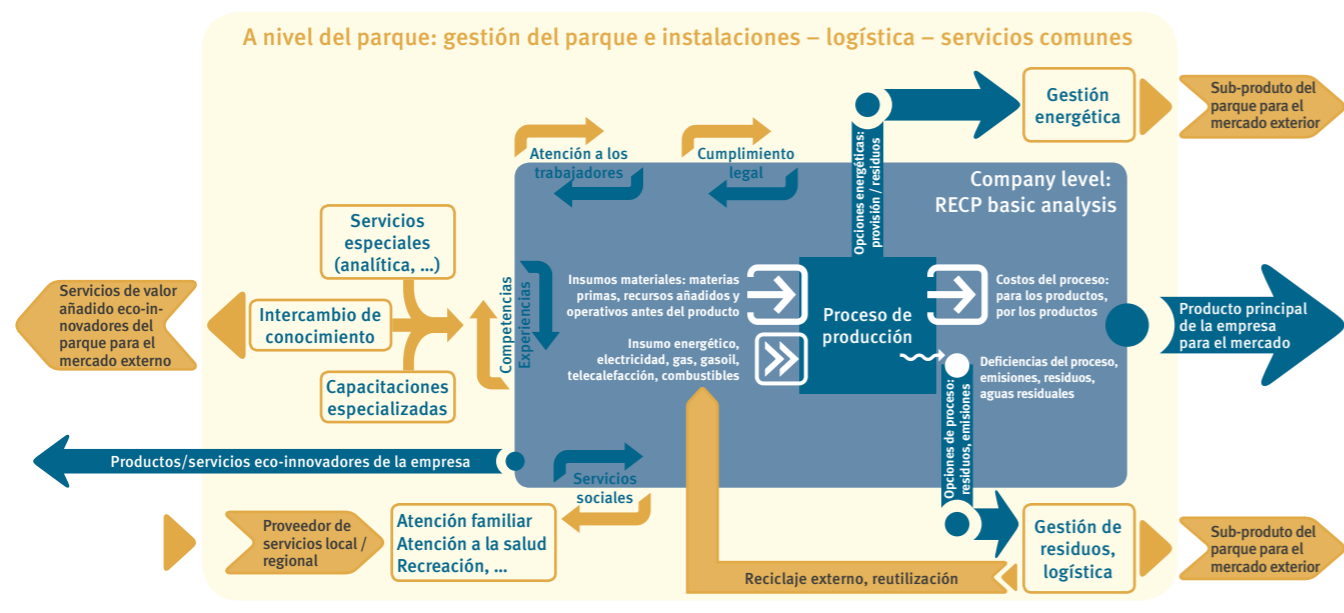 A nivel del parque: gestión del parque e instalaciones – logística – servicios comunes
Gestión
energética
Sub-produto del
parque para el
mercado exterior
Atención a los
trabajadores
Cumplimiento
legal
Opciones energéticas:
provisión / residuos
Company level:
RECP basic analysis
Servicios
especiales
(analítica, ...)
Servicios de valor
añadido eco-in-
novadores del
parque para el
mercado externo
Intercambio de
conocimiento
Capacitaciones
especializadas
Competencias
Experiencias
Insumos materiales: materias
primas, recursos añadidos y
operativos antes del producto
Insumo energético,
electricidad, gas, gasoil,
telecalefacción, combustibles
Proceso de
producción
Costos del proceso:
para los productos,
por los productos
Producto principal
de la empresa
para el mercado
Deficiencias del proceso,
emisiones, residuos,
aguas residuales
Opciones de proceso:
residuos, emisiones
Productos/servicios eco-innovadores de la empresa
Servicios
sociales
Proveedor de
servicios local /
regional
Atención familiar
Atención a la salud
Recreación, ...
Reciclaje externo, reutilización
Gestión de
residuos,
logística
Sub-produto del
parque para el
mercado exterior